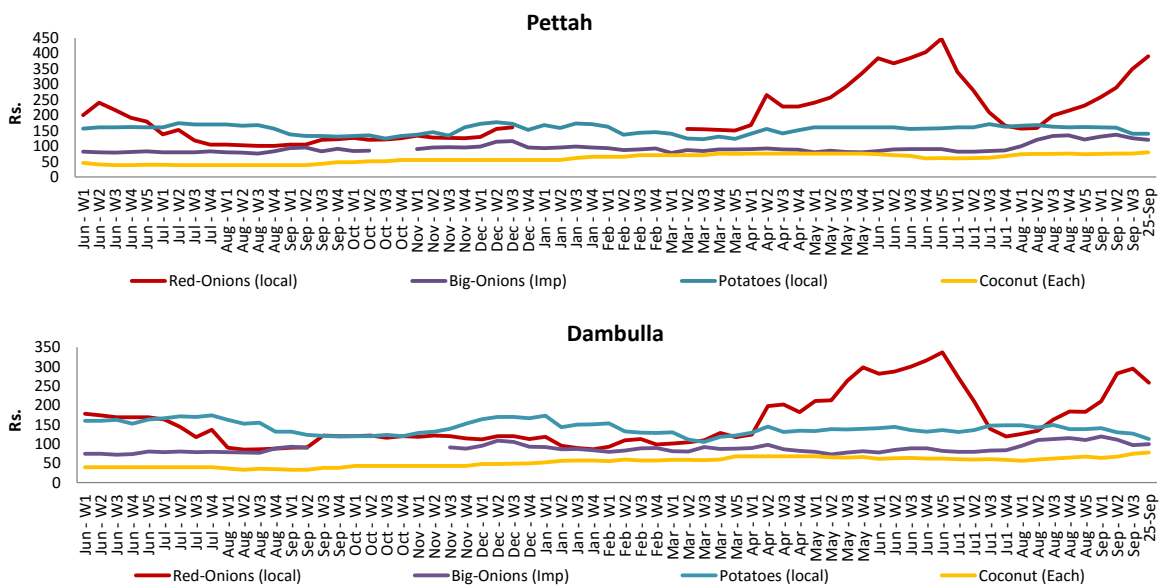 Pettah
Rs.
450
400
350
300
250
200
150
100
50
0
Jun - W1
Jun - W2
Jun - W3
Jun - W4
Jun - W5
Jul - W1
Jul - W2
Jul - W3
Jul - W4
Aug - W1
Aug - W2
Aug - W3
Aug - W4
Sep - W1
Sep - W2
Sep - W3
Sep - W4
Oct - W1
Oct - W2
Oct - W3
Oct - W4
Nov - W1
Nov - W2
Nov - W3
Nov - W4
Dec - W1
Dec - W2
Dec - W3
Dec - W4
Jan - W1
Jan - W2
Jan - W3
Jan - W4
Feb - W1
Feb - W2
Feb - W3
Feb - W4
Mar - W1
Mar - W2
Mar - W3
Mar - W4
Mar - W5
Apr - W1
Apr - W2
Apr - W3
Apr - W4
May - W1
May - W2
May - W3
May - W4
Jun - W1
Jun - W2
Jun - W3
Jun - W4
Jun - W5
Jul - W1
Jul - W2
Jul - W3
Jul - W4
Aug - W1
Aug - W2
Aug - W3
Aug - W4
Sep - W1
Sep - W2
Sep - W3
25-Sep
Red-Onions (local) Big-Onions (Imp) Potatoes (local) Coconut (Each)
Dambulla
Rs.
350
300
250
200
150
100
50
0
Jun - W1
Jun - W2
Jun - W3
Jun - W4
Jun - W5
Jul - W1
Jul - W2
Jul - W3
Jul - W4
Aug - W1
Aug - W2
Aug - W3
Aug - W4
Sep - W1
Sep - W2
Sep - W3
Sep - W4
Oct - W1
Oct - W2
Oct - W3
Oct - W4
Nov - W1
Nov - W2
Nov - W3
Nov - W4
Dec - W1
Dec - W2
Dec - W3
Dec - W4
Jan - W1
Jan - W2
Jan - W3
Jan - W4
Feb - W1
Feb - W2
Feb - W3
Feb - W4
Mar - W1
Mar - W2
Mar - W3
Mar - W4
Mar - W5
Apr - W1
Apr - W2
Apr - W3
Apr - W4
May - W1
May - W2
May - W3
May - W4
Jun - W1
Jun - W2
Jun - W3
Jun - W4
Jun - W5
Jul - W1
Jul - W2
Jul - W3
Jul - W4
Aug - W1
Aug - W2
Aug - W3
Aug - W4
Sep - W1
Sep - W2
Sep - W3
25-Sep
Red-Onions (local) Big-Onions (Imp) Potatoes (local) Coconut (Each)